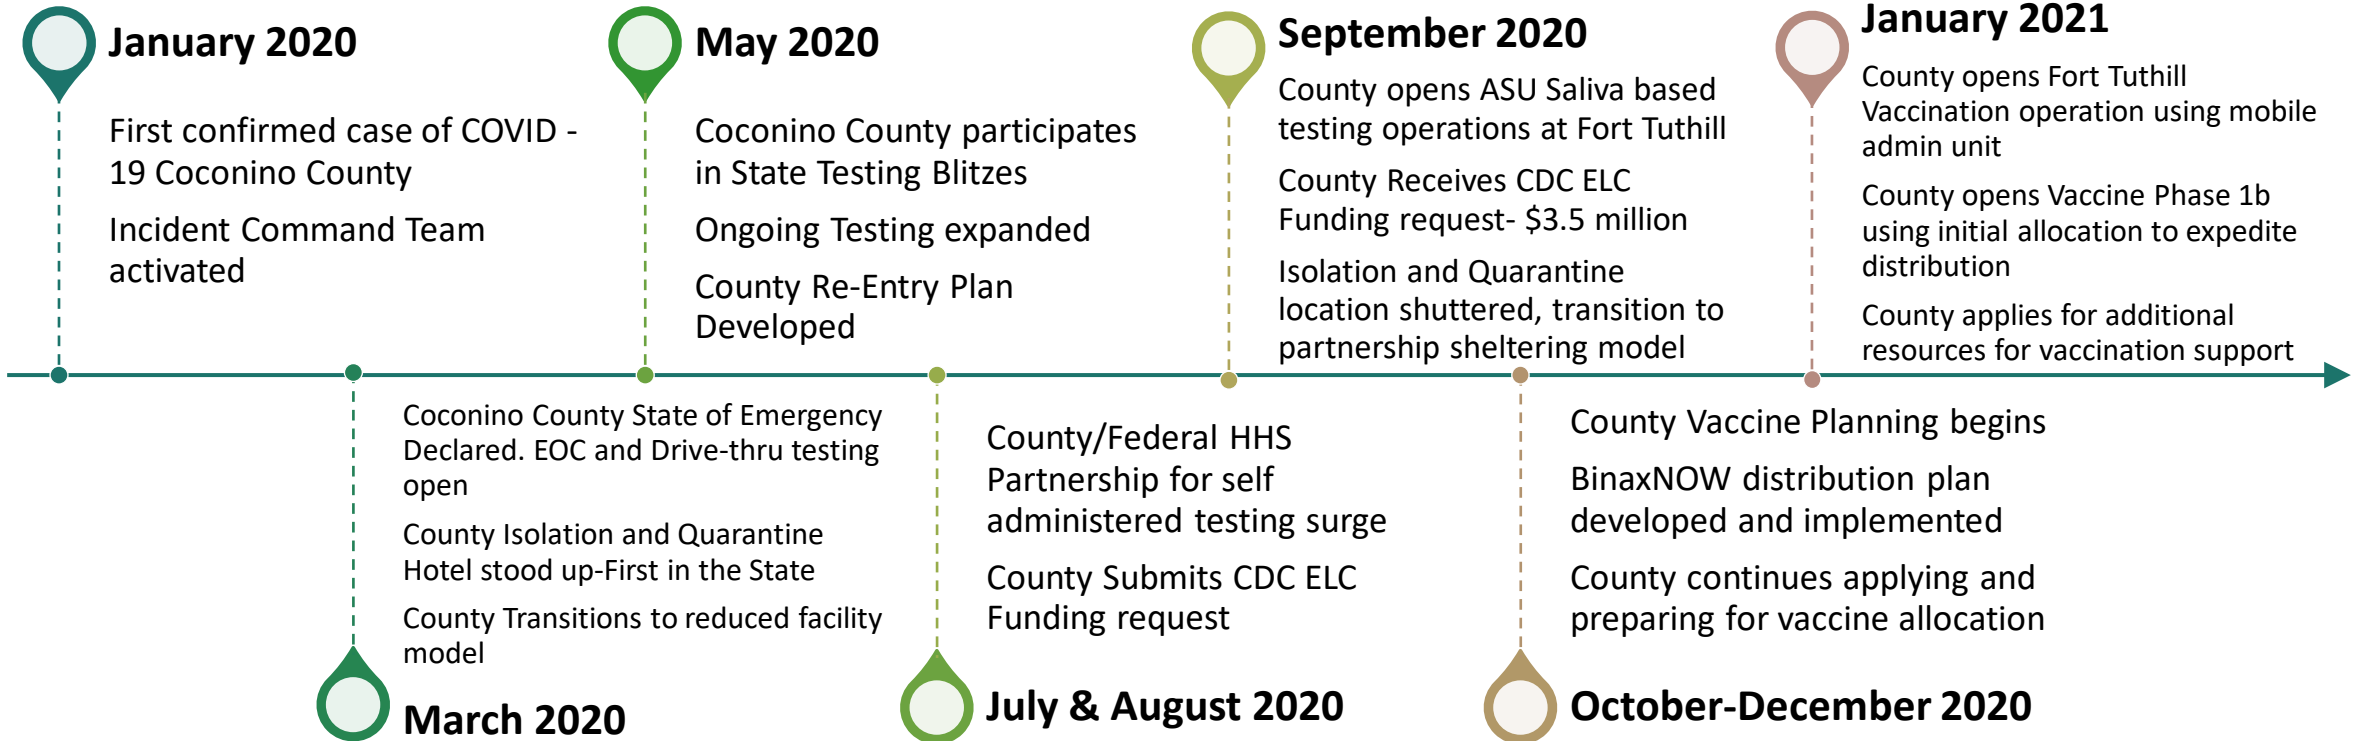 January 2020
First confirmed case of COVID -
19 Coconino County
Incident Command Team
activated
Coconino County State of Emergency
Declared. EOC and Drive-thru testing
open
County Isolation and Quarantine
Hotel stood up-First in the State
County Transitions to reduced facility
model
March 2020
May 2020
Coconino County participates
in State Testing Blitzes
Ongoing Testing expanded
County Re-Entry Plan
Developed
County/Federal HHS
Partnership for self
administered testing surge
County Submits CDC ELC
Funding request
July & August 2020
September 2020
County opens ASU Saliva based
testing operations at Fort Tuthill
County Receives CDC ELC
Funding request- $3.5 million
Isolation and Quarantine
location shuttered, transition to
partnership sheltering model
County Vaccine Planning begins
BinaxNOW distribution plan
developed and implemented
County continues applying and
preparing for vaccine allocation
October-December 2020
January 2021
County opens Fort Tuthill
Vaccination operation using mobile
admin unit
County opens Vaccine Phase 1b
using initial allocation to expedite
distribution
County applies for additional
resources for vaccination support